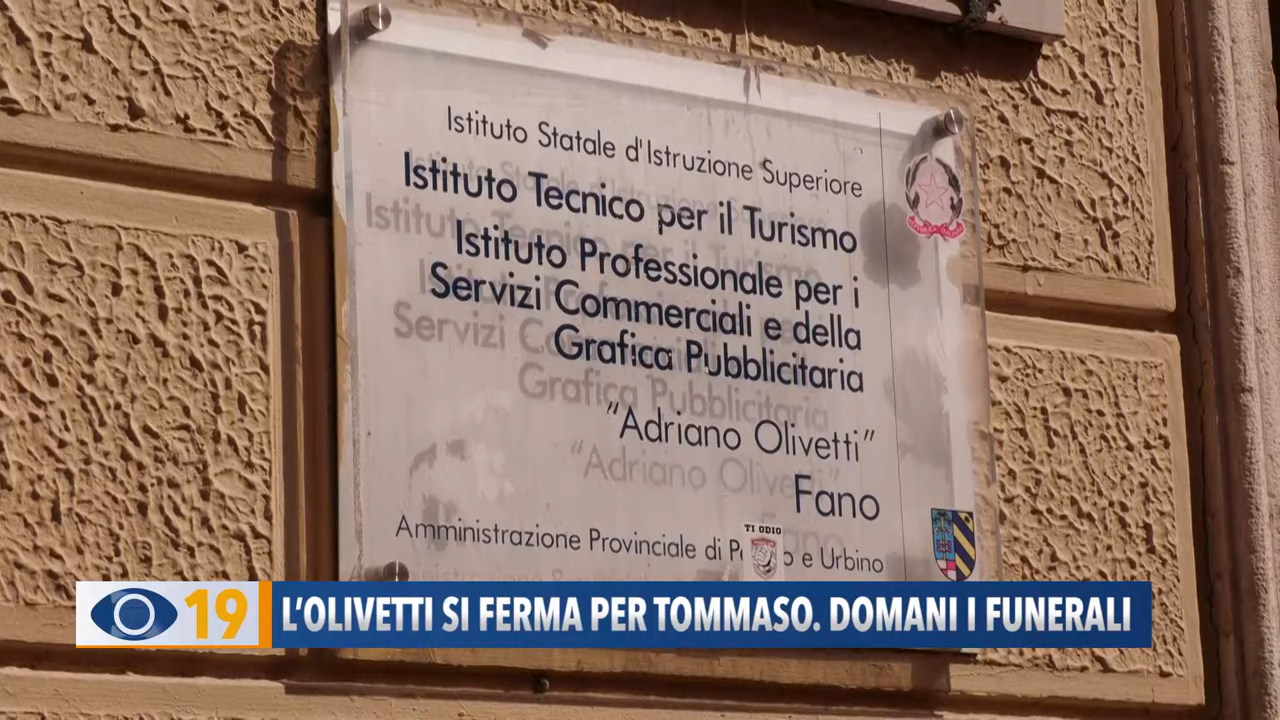 Istituto Statale d'Istruzione Superiore
Istituto Tecnico per il Turismo
Istituto Professionale per i
Servizi Commerciali e della
Grafica Pubblicitaria
"Adriano Olivetti"
Fano
TI ODIO
Amministrazione Provinciale di e Urbino
19
L'OLIVETTI SI FERMA PER TOMMASO. DOMANI I FUNERALI